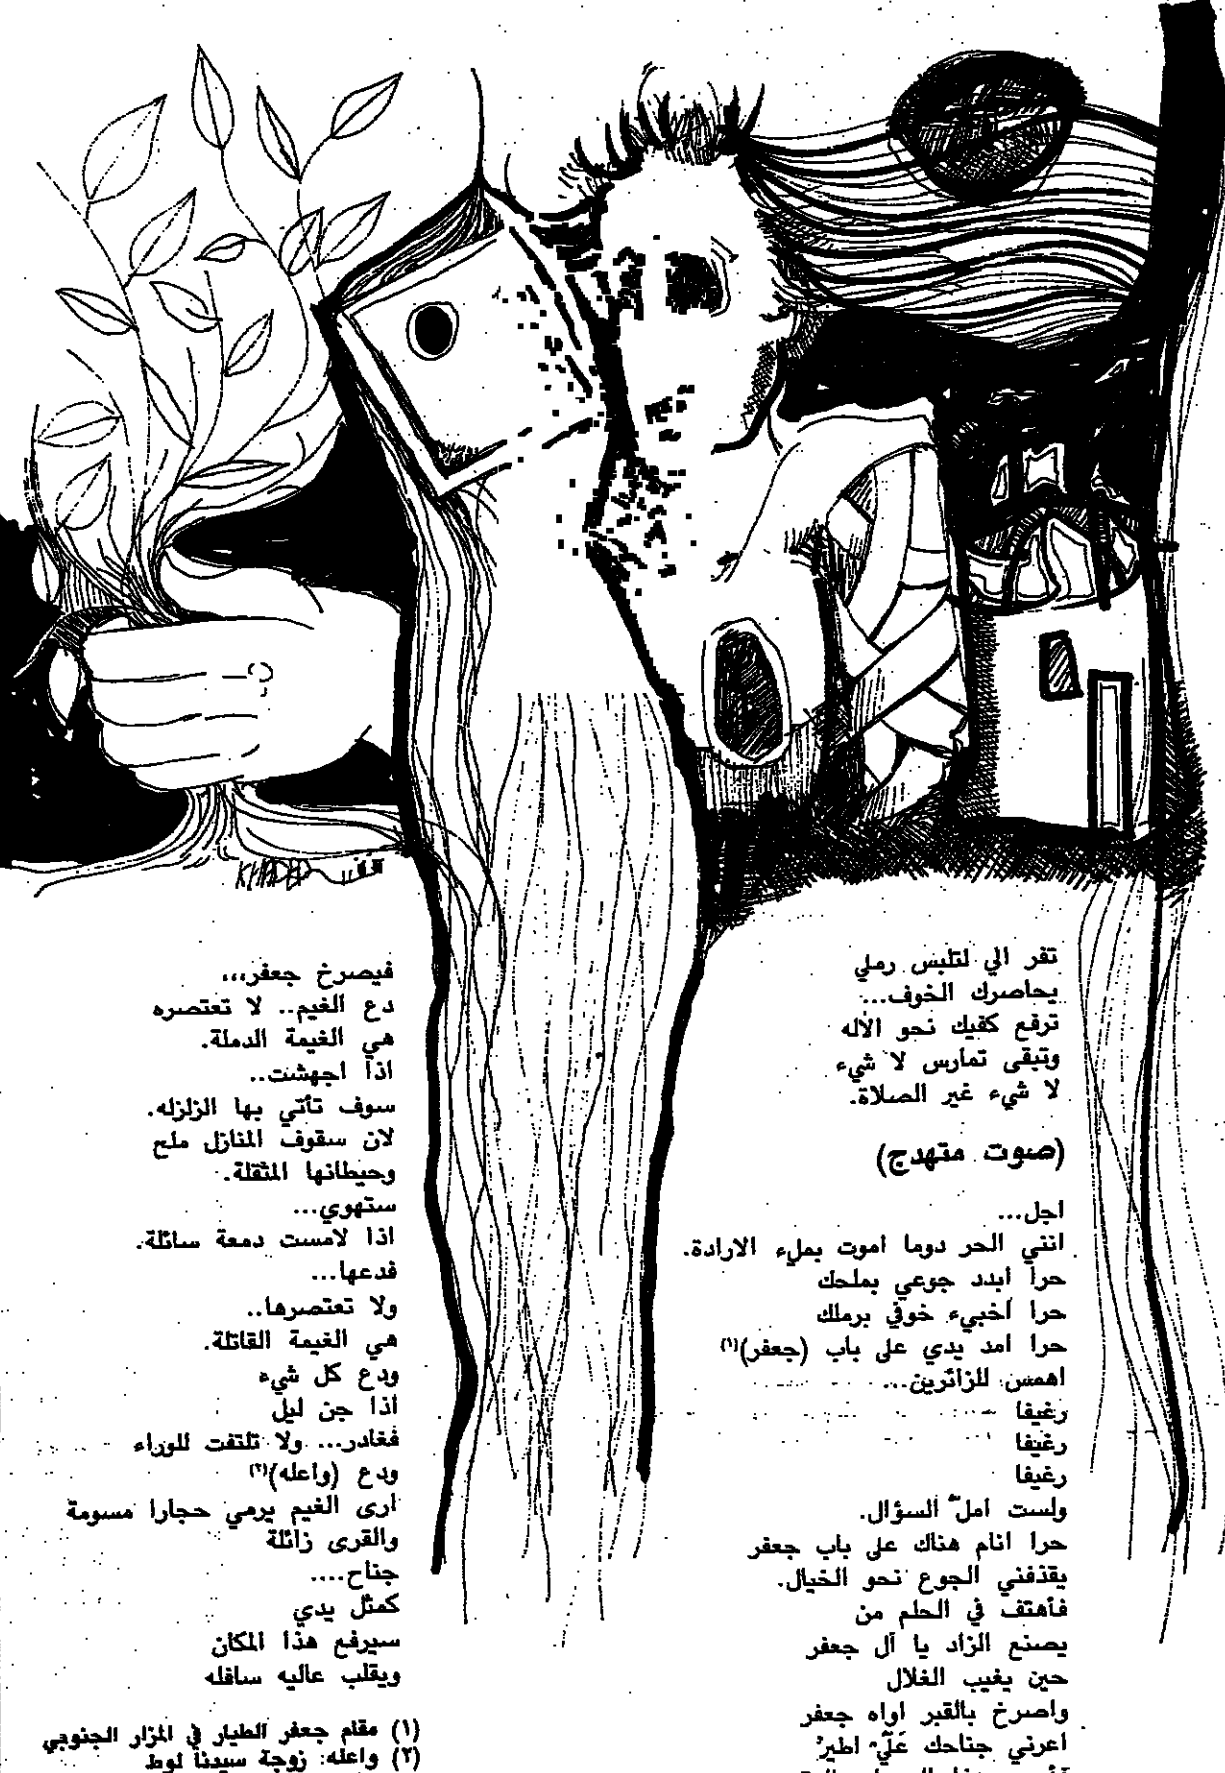 KHALED
تفر الي لتلبس رملي
يحاصرك الخوف...
ترفع كفيك نحو الاله
وتبقى تمارس لا شيء
لا شيء غير الصلاة.
(صوت متهدج)
اجل...
انني الحر دوما اموت بملء الارادة.
حرا أبدد جوعي بملحك
حرا أخبيء خوفي برملك
حرا امد يدي على باب (جعفر)(١)
اهمس للزائرين...
رغيفا
رغيفا
رغيفا
ولست املّ السؤال.
حرا انام هناك على باب جعفر
يقذفني الجوع نحو الخيال.
فأهتف في الحلم من
يصنع الزاد يا آل جعفر
حين يغيب الغلال
واصرخ بالقبر اواه جعفر
اعرني جناحك عَلّي اطيرُ
فيصرخ جعفر...
دع الغيم.. لا تعتصره
هي الغيمة الدملة.
اذا اجهشت..
سوف تأتي بها الزلزله.
لان سقوف المنازل ملح
وحيطانها المثقلة.
ستهوي...
اذا لامست دمعة سائلة.
فدعها...
ولا تعتصرها..
هي الغيمة القاتلة.
ودع كل شيء
اذا جن ليل
فغادر... ولا تلتفت للوراء
ودع (واعله)(٢)
ارى الغيم يرمي حجارا مسومة
والقرى زائلة
جناح....
كمثل يدي
سيرفع هذا المكان
ويقلب عاليه سافله
(١) مقام جعفر الطيار في المزار الجنوبي
(٢) واعله: زوجة سيدنا لوط